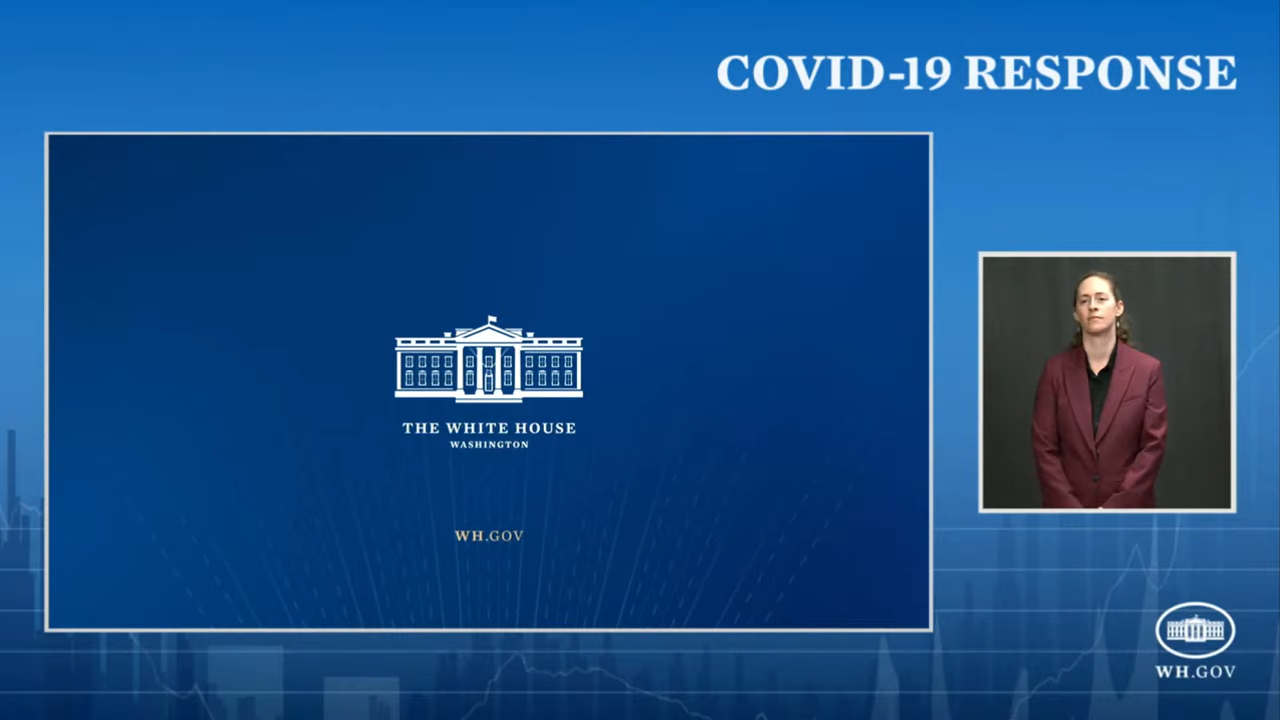 COVID-19 RESPONSE
THE WHITE HOUSE
WASHINGTON
WH.GOV
WH.GOV